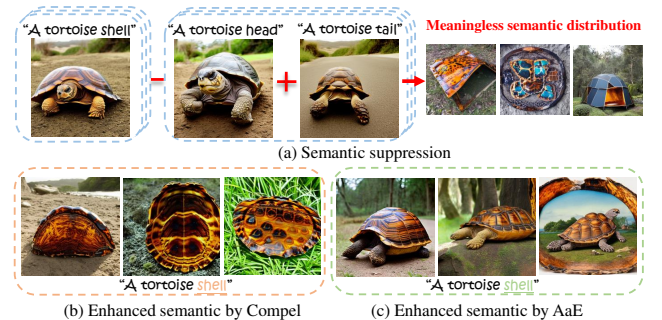 "A tortoise shell" "A tortoise head" "A tortoise tail" Meaningless semantic distribution
(a) Semantic suppression
"A tortoise shell" "A tortoise shell"
(b) Enhanced semantic by Compel (c) Enhanced semantic by AaE